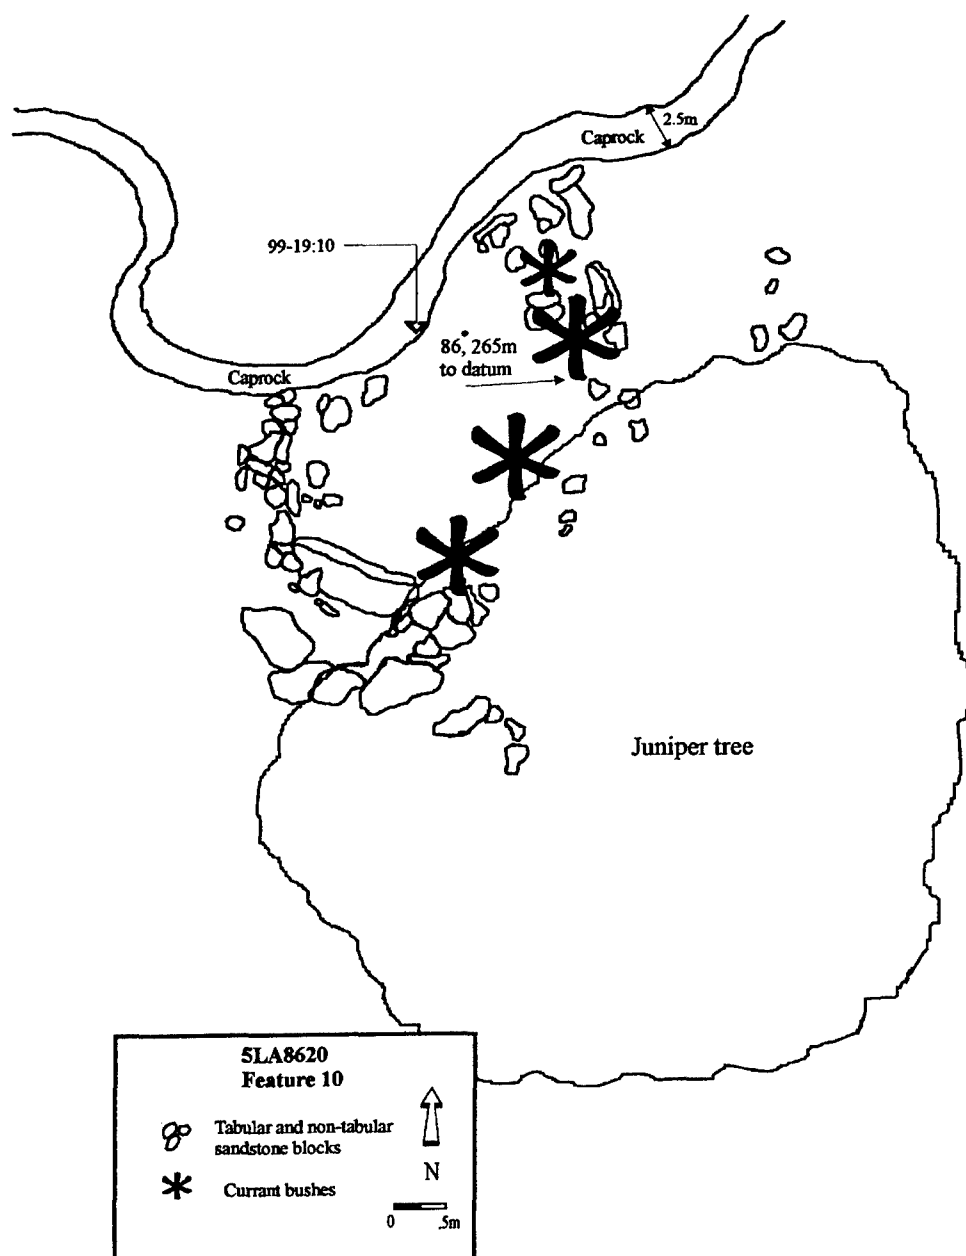 2.5m
Caprock
99-19:10
86°, 265m
to datum
Caprock
Juniper tree
5LA8620
Feature 10
Tabular and non-tabular
sandstone blocks
Currant bushes
N
0 .5m